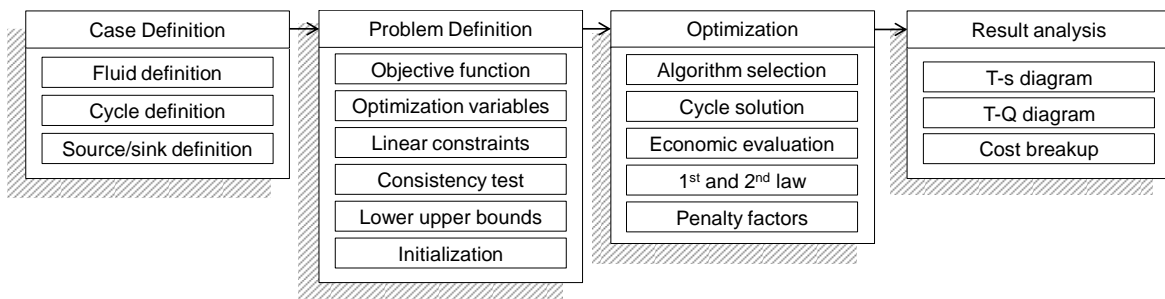 Case Definition
Fluid definition
Cycle definition
Source/sink definition
Problem Definition
Objective function
Optimization variables
Linear constraints
Consistency test
Lower upper bounds
Initialization
Optimization
Algorithm selection
Cycle solution
Economic evaluation
1st and 2nd law
Penalty factors
Result analysis
T-s diagram
T-Q diagram
Cost breakup